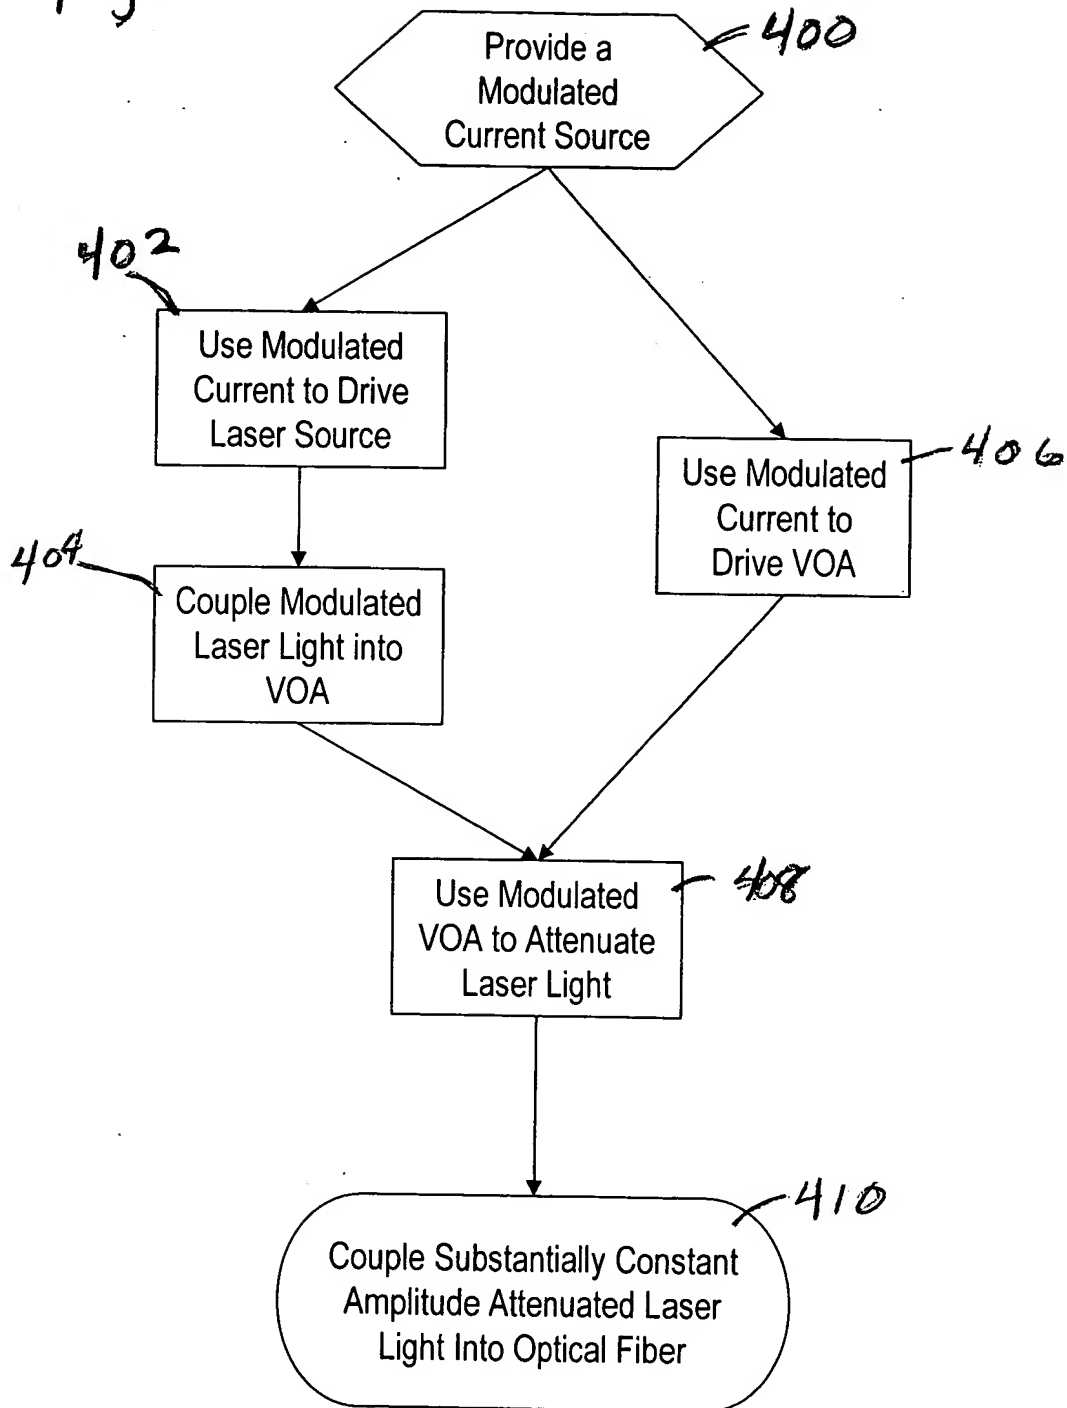 400
Provide a
Modulated
Current Source
402
Use Modulated
Current to Drive
Laser Source
406
Use Modulated
Current to
Drive VOA
404
Couple Modulated
Laser Light into
VOA
408
Use Modulated
VOA to Attenuate
Laser Light
410
Couple Substantially Constant
Amplitude Attenuated Laser
Light Into Optical Fiber